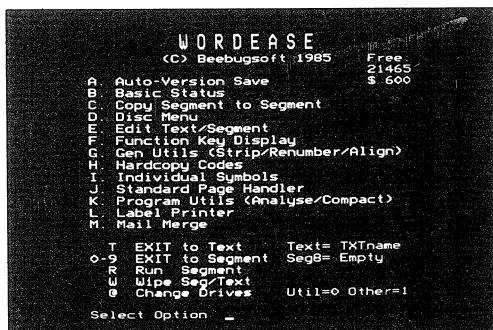 WORDEASE
(C) Beebugsoft 1985 Free
21465
A. Auto-Version Save $ 600
B. Basic Status
C. Copy Segment to Segment
D. Disc Menu
E. Edit Text/Segment
F. Function Key Display
G. Gen Utils (Strip/Renumber/Align)
H. Hardcopy Codes
I. Individual Symbols
J. Standard Page Handler
K. Program Utils (Analyse/Compact)
L. Label Printer
M. Mail Merge
T EXIT to Text Text= TXTname
0-9 EXIT to Segment Seg8= Empty
R Run Segment
W Wipe Seg/Text
@ Change Drives Util=0 Other=1
Select Option _